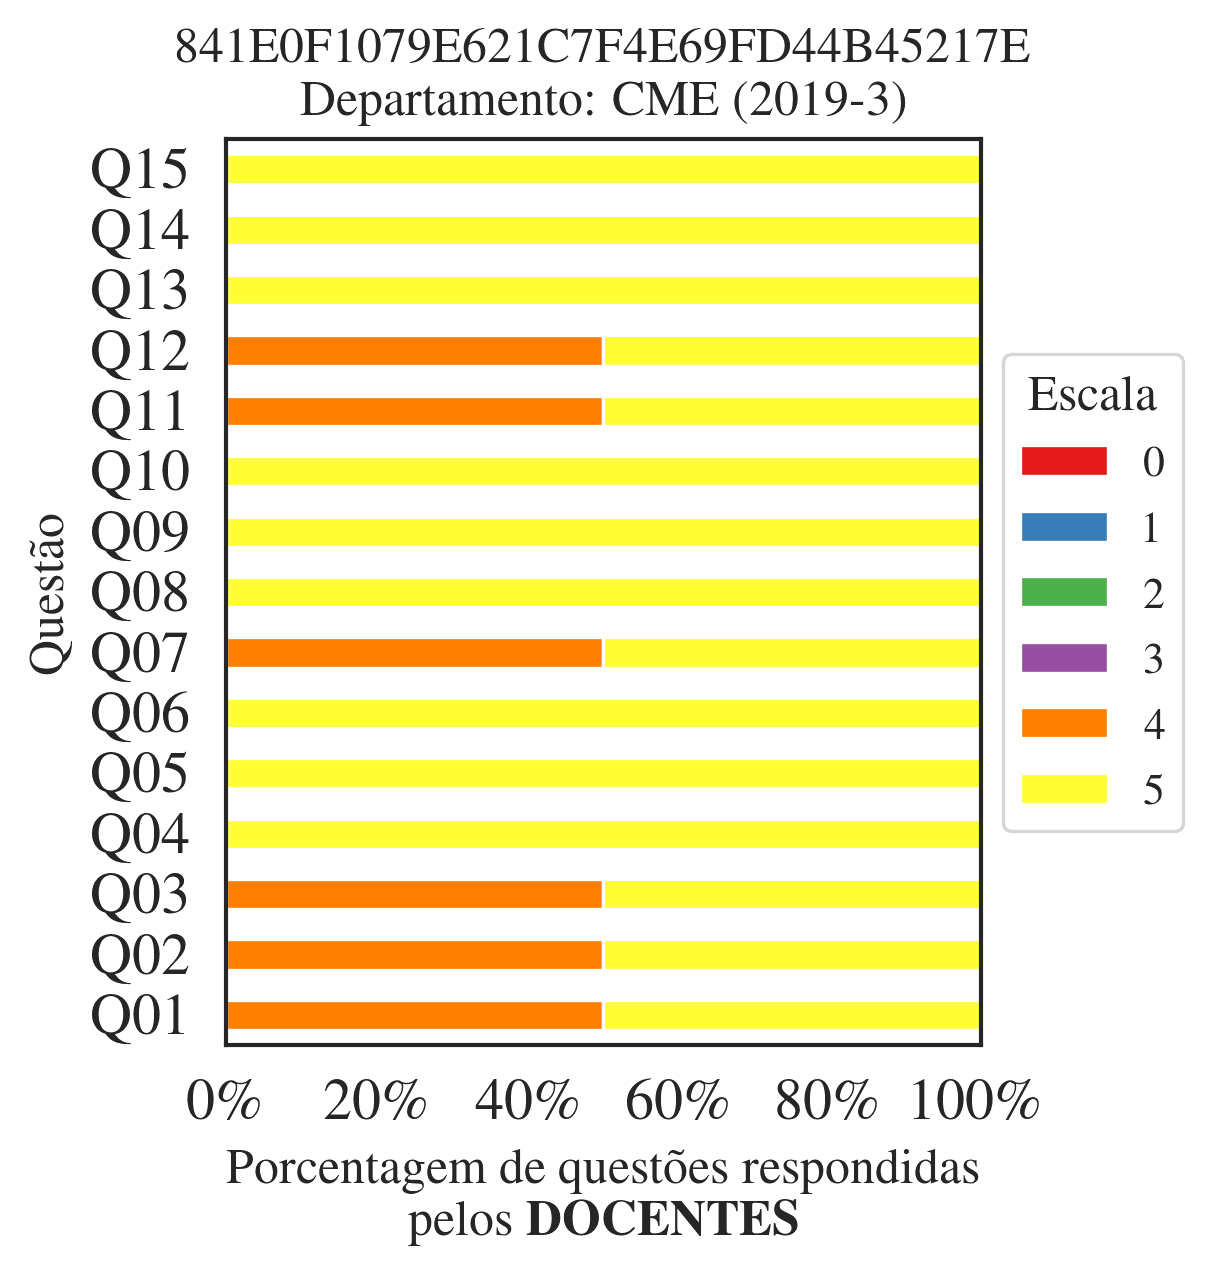 841E0F1079E621C7F4E69FD44B45217E
Departamento: CME (2019-3)
Questão
Q15
Q14
Q13
Q12
Q11
Q10
Q09
Q08
Q07
Q06
Q05
Q04
Q03
Q02
Q01
0% 20% 40% 60% 80% 100%
Porcentagem de questões respondidas
pelos DOCENTES
Escala
0
1
2
3
4
5